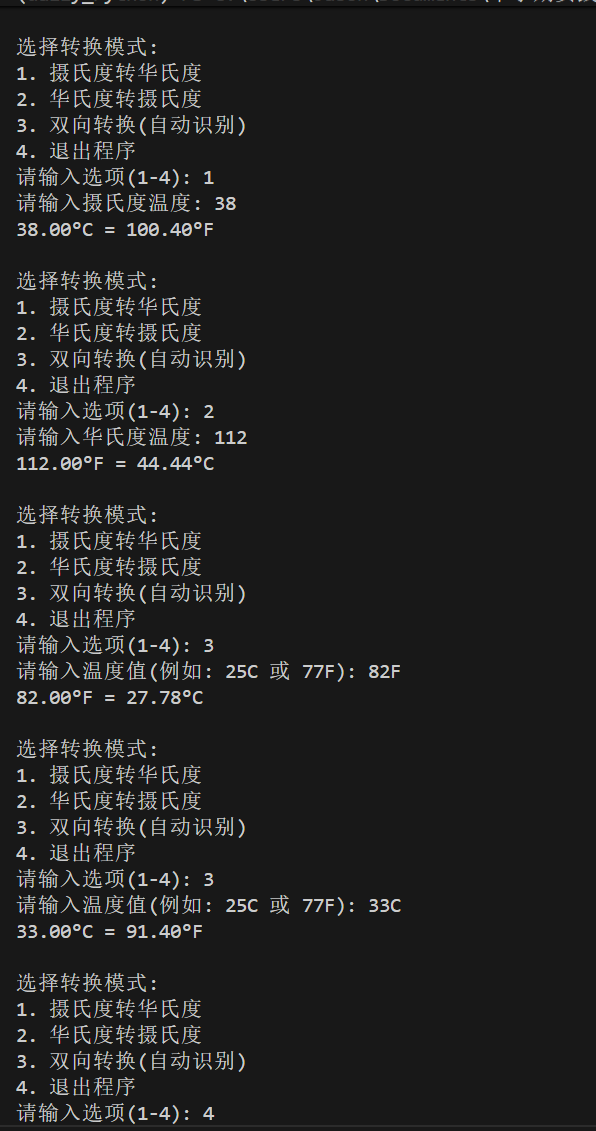 选择转换模式:
1. 摄氏度转华氏度
2. 华氏度转摄氏度
3. 双向转换(自动识别)
4. 退出程序
请输入选项(1-4): 1
请输入摄氏度温度: 38
38.00°C = 100.40°F
选择转换模式:
1. 摄氏度转华氏度
2. 华氏度转摄氏度
3. 双向转换(自动识别)
4. 退出程序
请输入选项(1-4): 2
请输入华氏度温度: 112
112.00°F = 44.44°C
选择转换模式:
1. 摄氏度转华氏度
2. 华氏度转摄氏度
3. 双向转换(自动识别)
4. 退出程序
请输入选项(1-4): 3
请输入温度值(例如: 25C 或 77F): 82F
82.00°F = 27.78°C
选择转换模式:
1. 摄氏度转华氏度
2. 华氏度转摄氏度
3. 双向转换(自动识别)
4. 退出程序
请输入选项(1-4): 3
请输入温度值(例如: 25C 或 77F): 33C
33.00°C = 91.40°F
选择转换模式:
1. 摄氏度转华氏度
2. 华氏度转摄氏度
3. 双向转换(自动识别)
4. 退出程序
请输入选项(1-4): 4